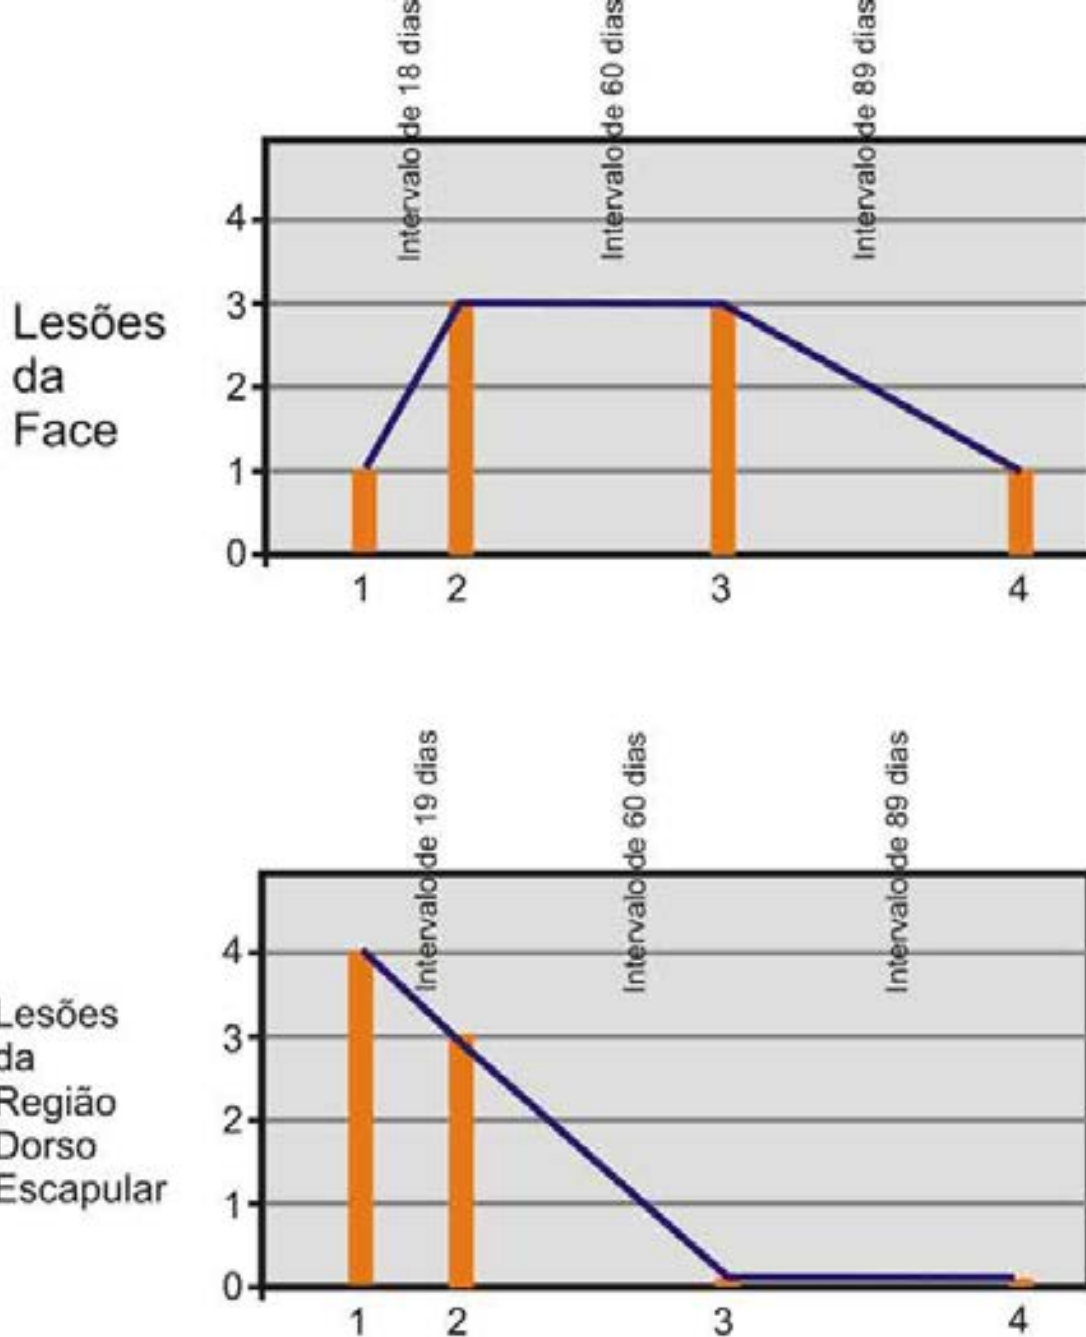 Intervalo de 18 dias
Intervalo de 60 dias
Intervalo de 89 dias
Lesões
da
Face
4
3
2
1
0
1 2 3 4
Intervalo de 19 dias
Intervalo de 60 dias
Intervalo de 89 dias
Lesões
da
Região
Dorso
Escapular
4
3
2
1
0
1 2 3 4